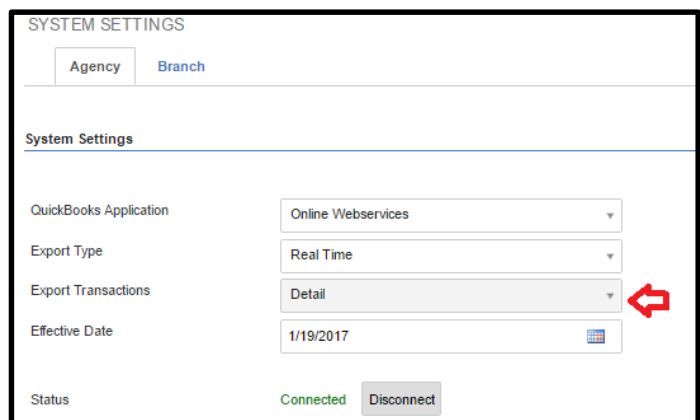 SYSTEM SETTINGS
Agency Branch
System Settings
QuickBooks Application Online Webservices
Export Type Real Time
Export Transactions Detail
Effective Date 1/19/2017
Status Connected Disconnect